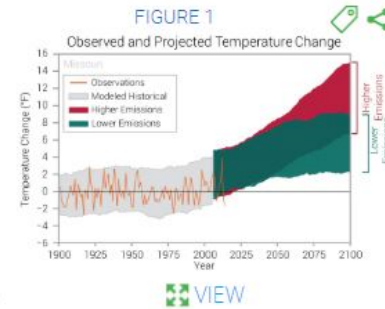 FIGURE 1
Observed and Projected Temperature Change
Missouri
Observations
Modeled Historical
Higher Emissions
Lower Emissions
Temperature Change (°F)
16
14
12
10
8
6
4
2
0
−2
−4
−6
1900
1925
1950
1975
2000
2025
2050
2075
2100
Year
Higher
Emissions
Lower
VIEW